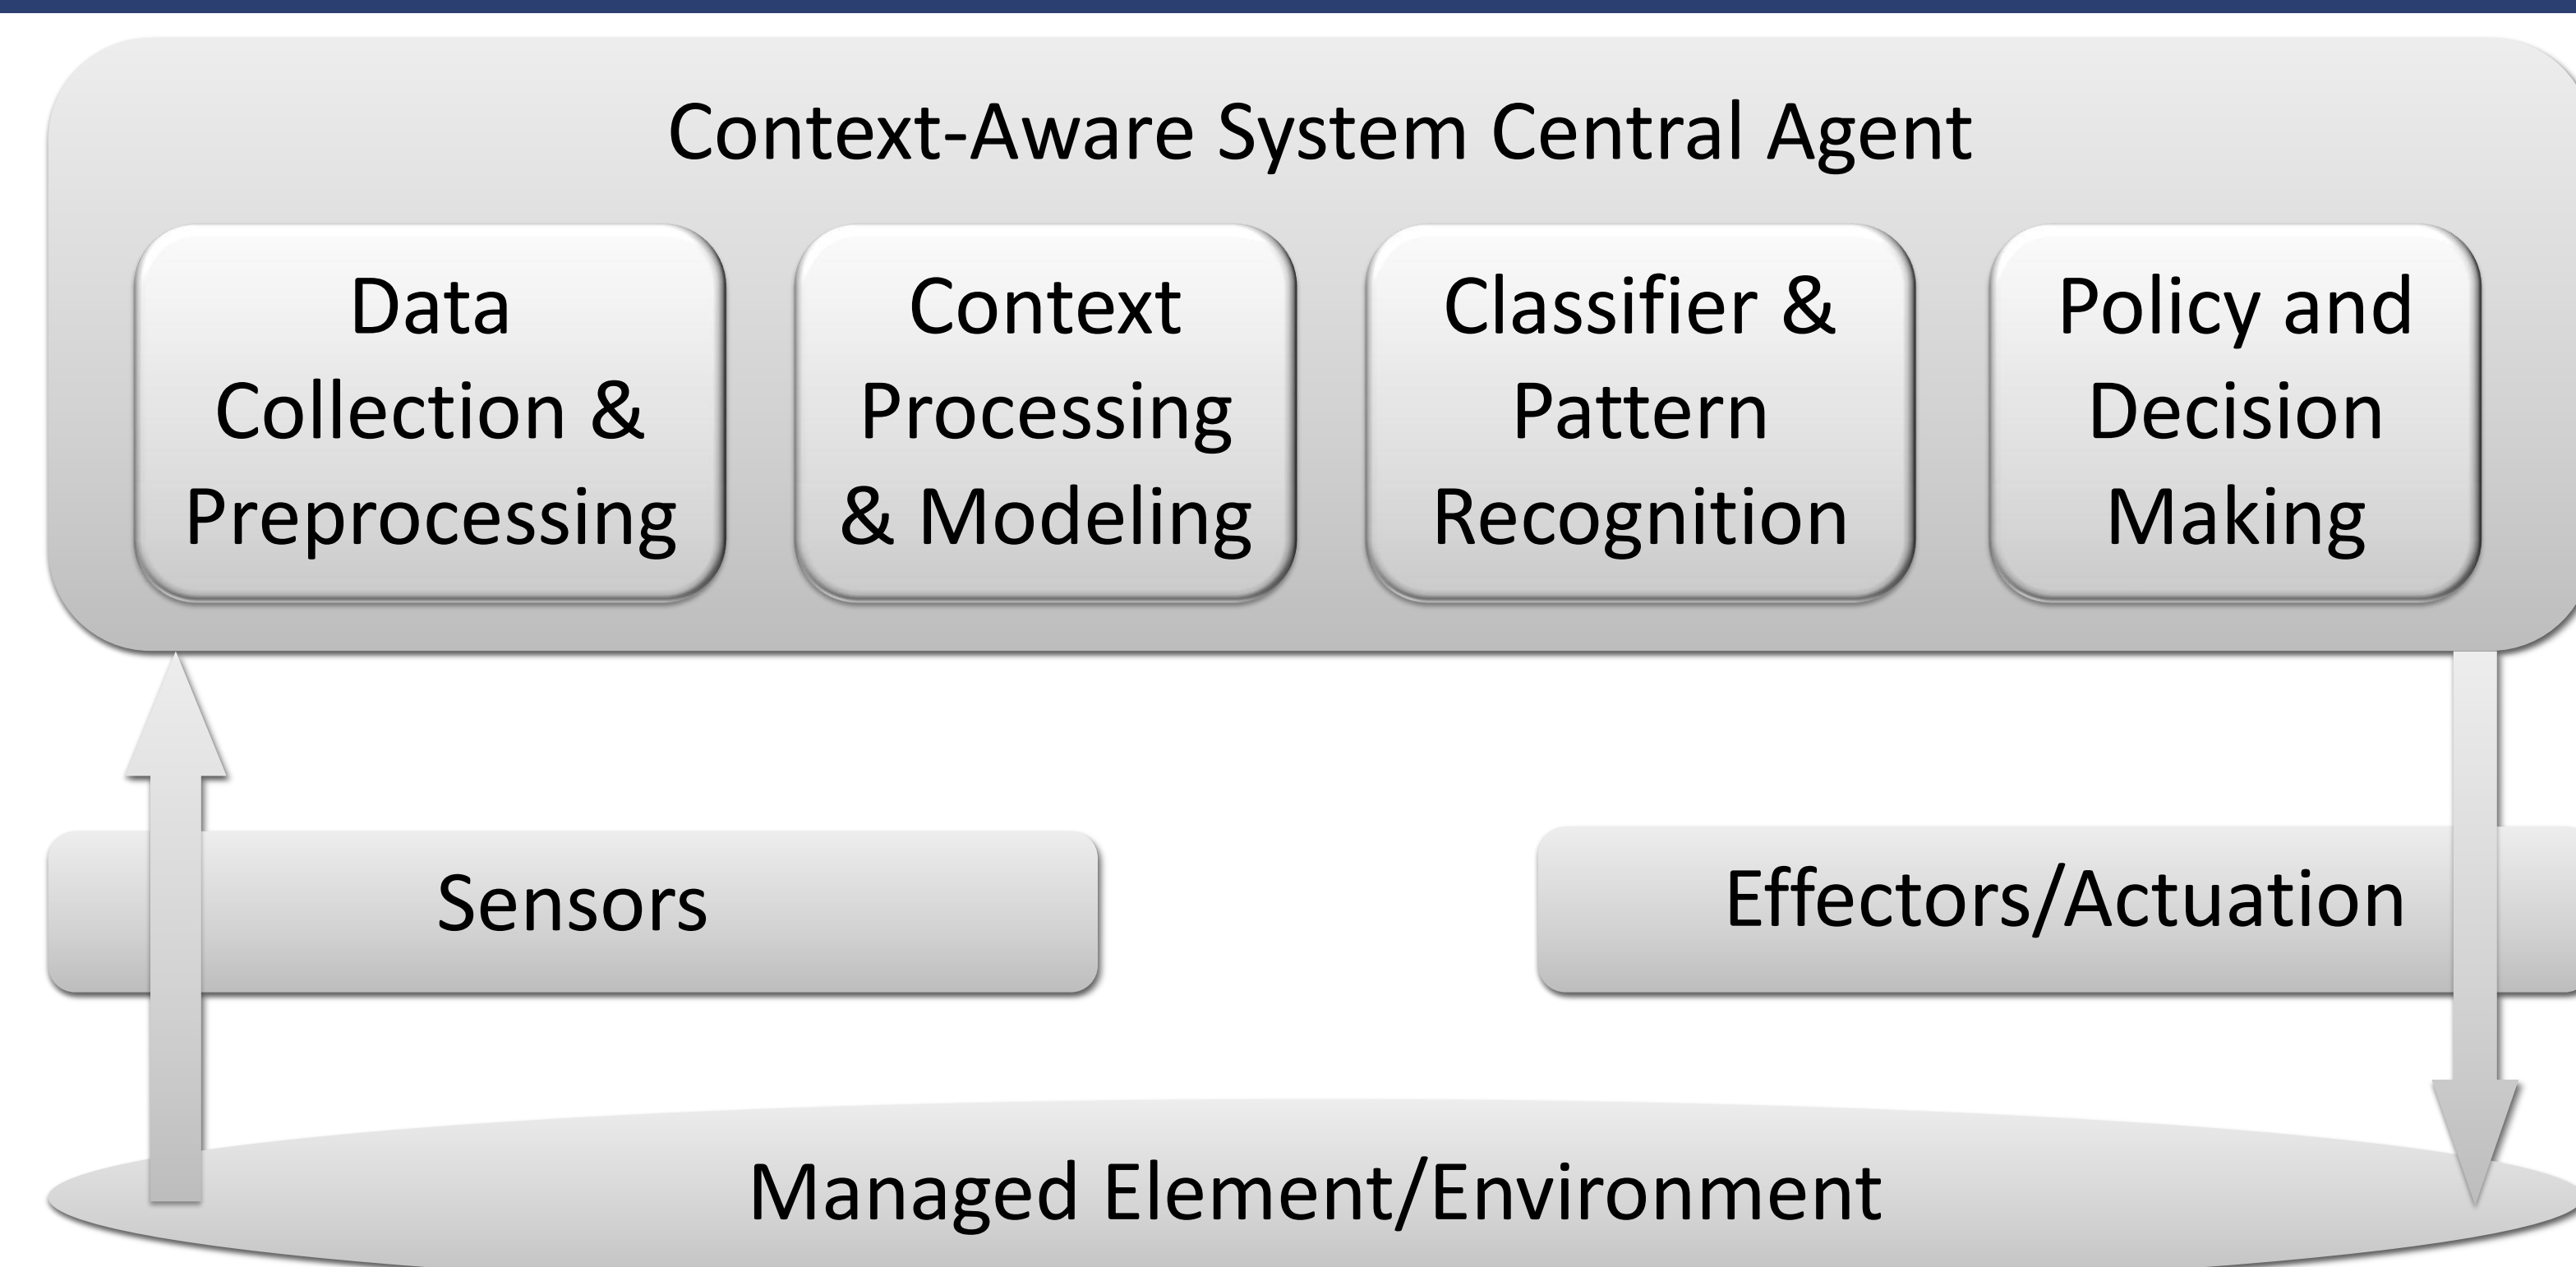 Context-Aware System Central Agent
Data
Collection &
Preprocessing
Context
Processing
& Modeling
Classifier &
Pattern
Recognition
Policy and
Decision
Making
Sensors
Effectors/Actuation
Managed Element/Environment